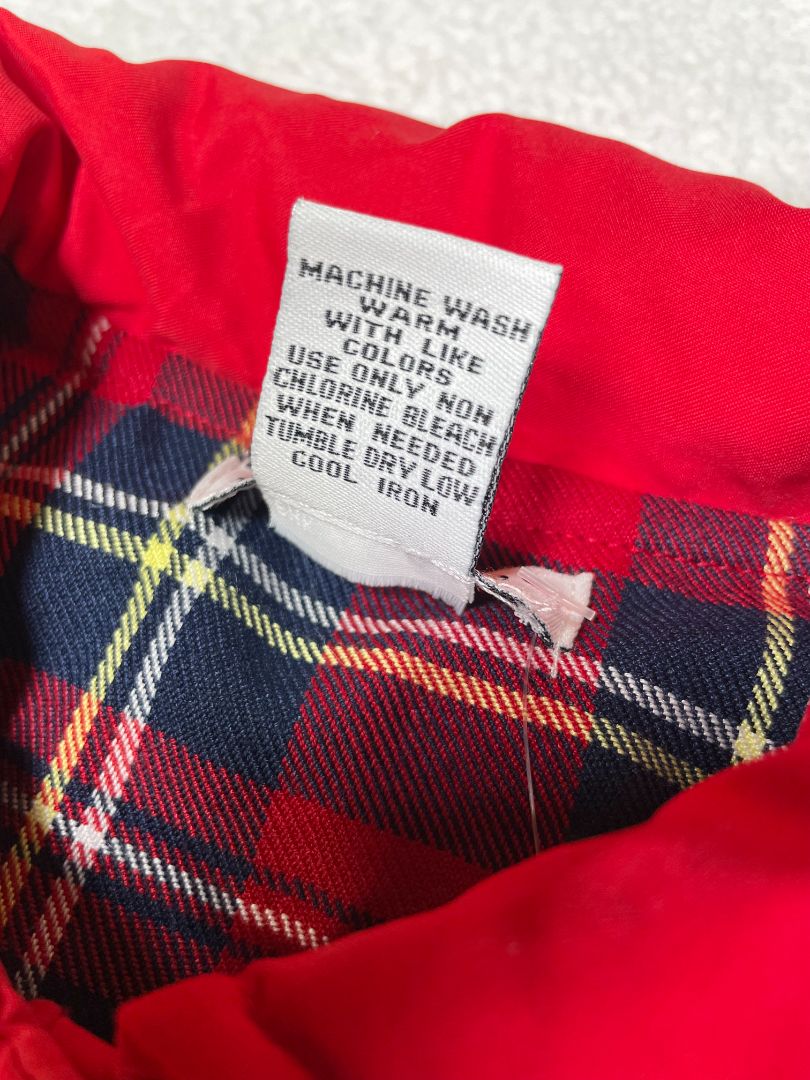 MACHINE WASH
WARM
WITH LIKE
COLORS
USE ONLY NON
CHLORINE BLEACH
WHEN NEEDED
TUMBLE DRY LOW
COOL IRON